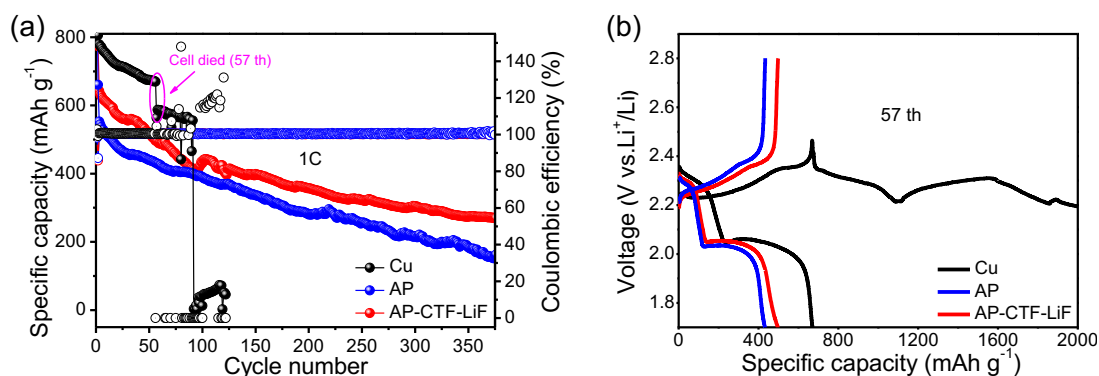 (a)
Specific capacity (mAh g⁻¹)
800
600
400
200
0
Cell died (57 th)
1C
Cu
AP
AP-CTF-LiF
0
50
100
150
200
250
300
350
Cycle number
140
120
100
80
60
40
20
0
Coulombic efficiency (%)
(b)
Voltage (V vs.Li⁺/Li)
2.8
2.6
2.4
2.2
2.0
1.8
57 th
Cu
AP
AP-CTF-LiF
0
400
800
1200
1600
2000
Specific capacity (mAh g⁻¹)